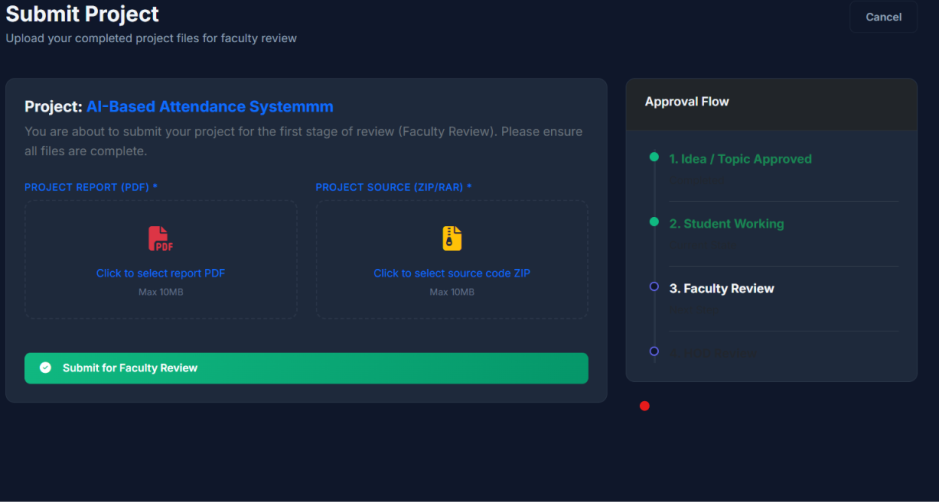 Submit Project
Cancel
Upload your completed project files for faculty review
Project: AI-Based Attendance Systemmm
You are about to submit your project for the first stage of review (Faculty Review). Please ensure
all files are complete.
PROJECT REPORT (PDF) *
PROJECT SOURCE (ZIP/RAR) *
PDF
Click to select report PDF
Max 10MB
Click to select source code ZIP
Max 10MB
Submit for Faculty Review
Approval Flow
1. Idea / Topic Approved
2. Student Working
3. Faculty Review